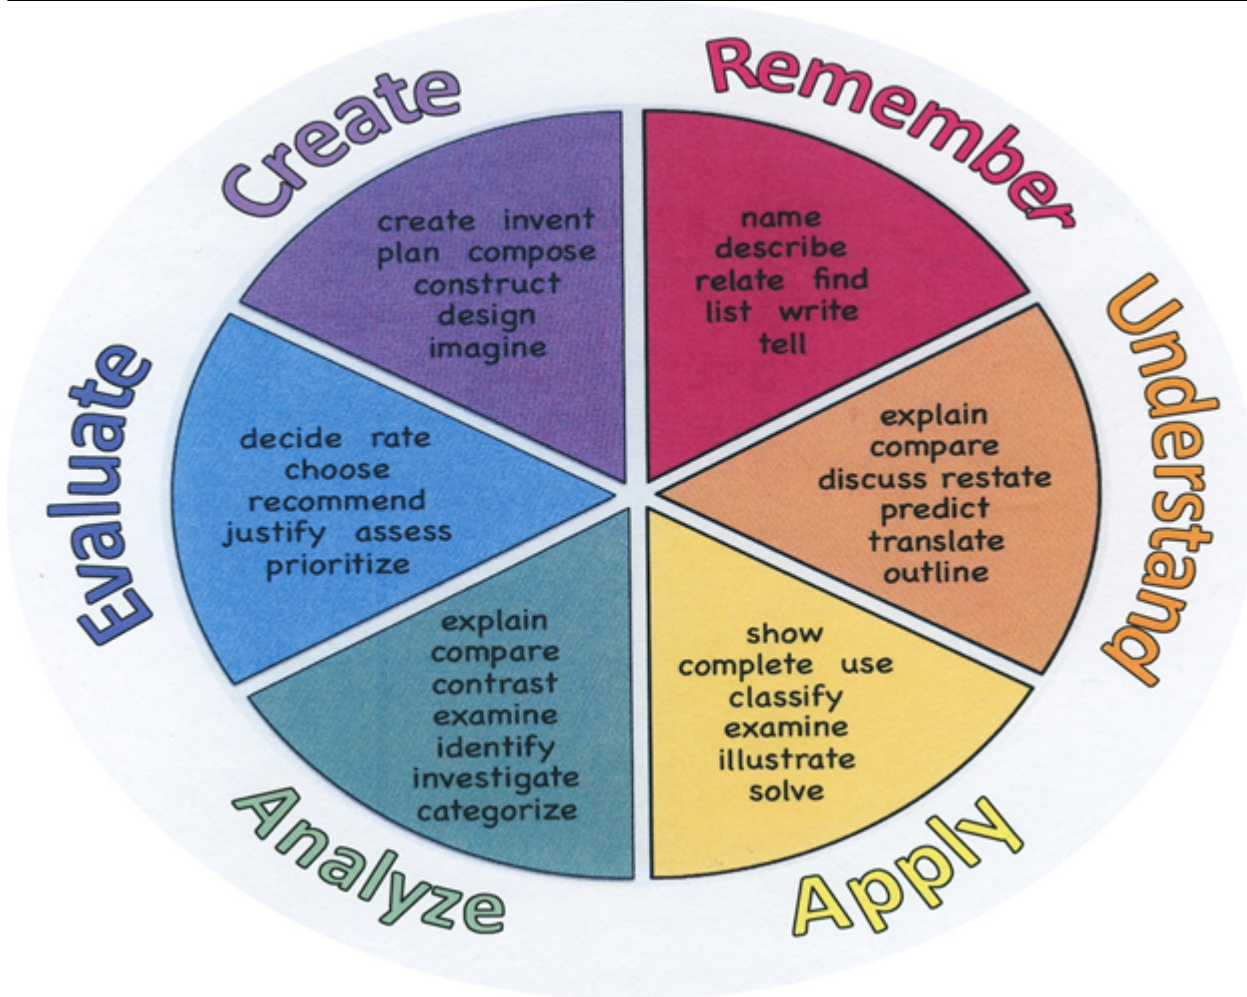 Remember
name
describe
relate find
list write
tell
Understand
explain
compare
discuss restate
predict
translate
outline
Apply
show
complete use
classify
examine
illustrate
solve
Analyze
explain
compare
contrast
examine
identify
investigate
categorize
Evaluate
decide rate
choose
recommend
justify assess
prioritize
Create
create invent
plan compose
construct
design
imagine